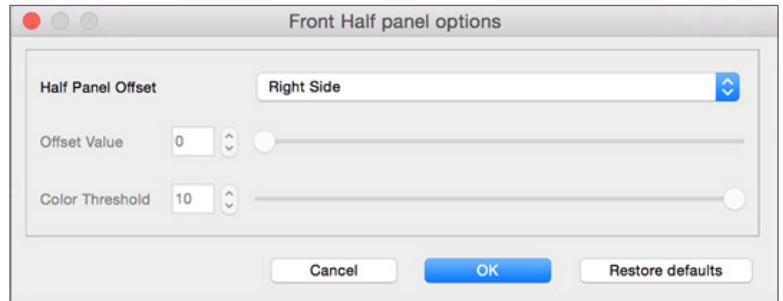 Front Half panel options
Half Panel Offset Right Side
Offset Value 0
Color Threshold 10
Cancel OK Restore defaults